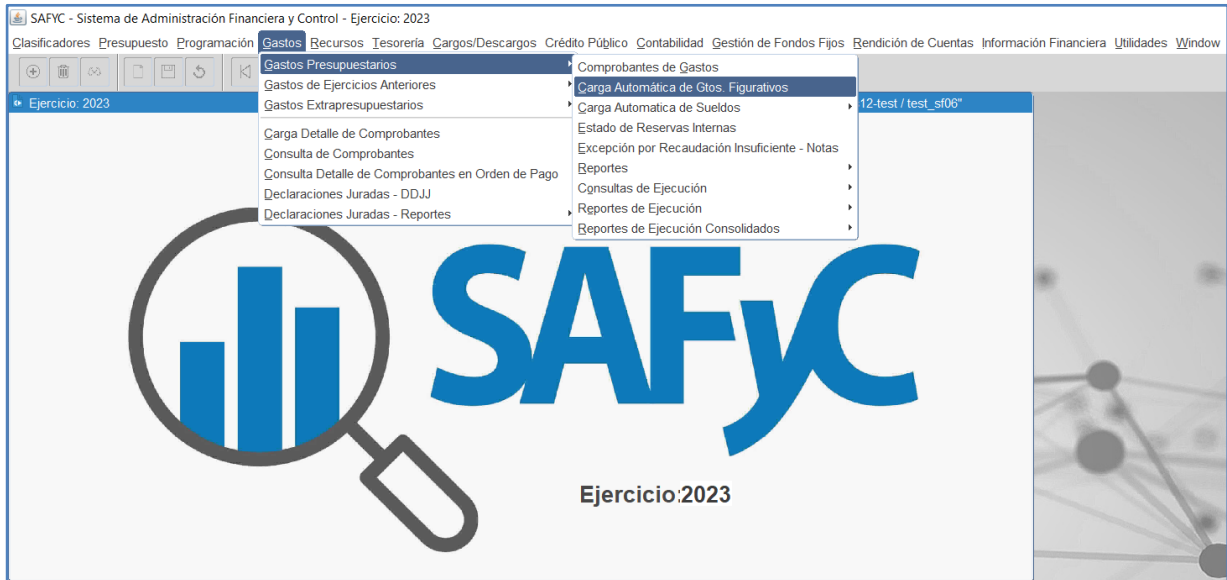 SAFYC - Sistema de Administración Financiera y Control - Ejercicio: 2023
Clasificadores Presupuesto Programación Gastos Recursos Tesorería Cargos/Descargos Crédito Público Contabilidad Gestión de Fondos Fijos Rendición de Cuentas Información Financiera Utilidades Window
Gastos Presupuestarios
Gastos de Ejercicios Anteriores
Gastos Extrapresupuestarios
Carga Detalle de Comprobantes
Consulta de Comprobantes
Consulta Detalle de Comprobantes en Orden de Pago
Declaraciones Juradas - DDJJ
Declaraciones Juradas - Reportes
Comprobantes de Gastos
Carga Automática de Gtos. Figurativos
Carga Automatica de Sueldos
Estado de Reservas Internas
Excepción por Recaudación Insuficiente - Notas
Reportes
Consultas de Ejecución
Reportes de Ejecución
Reportes de Ejecución Consolidados
Ejercicio: 2023
12-test / test_sf06"
SAFyC
Ejercicio:2023